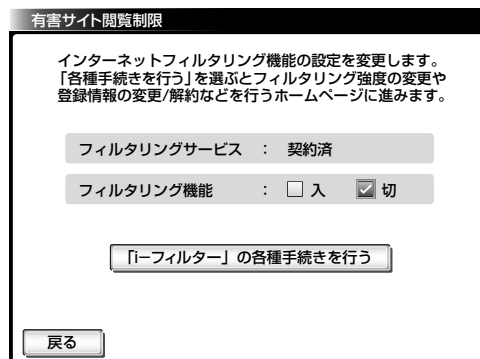 有害サイト閲覧制限
インターネットフィルタリング機能の設定を変更します。
「各種手続きを行う」を選ぶとフィルタリング強度の変更や
登録情報の変更/解約などを行うホームページに進みます。
フィルタリングサービス : 契約済
フィルタリング機能 : 入 切
「i−フィルター」の各種手続きを行う
戻る